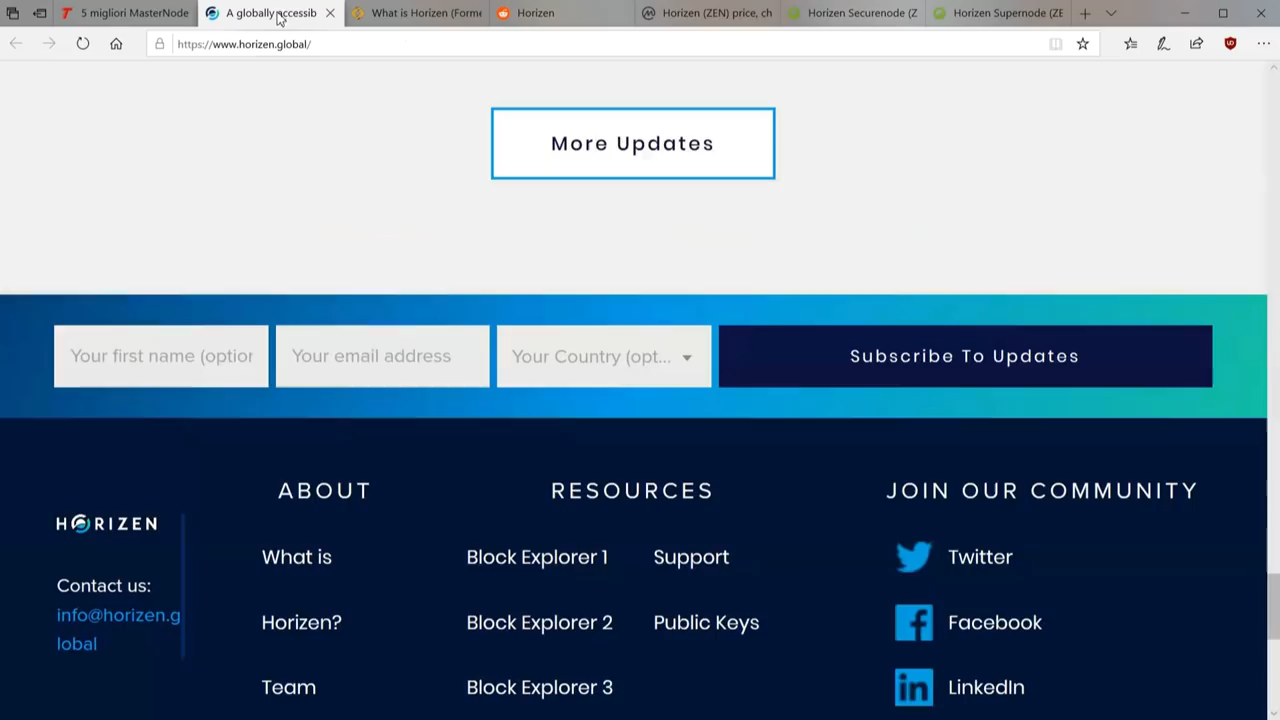 5 migliori MasterNode
A globally accessib
What is Horizen (Forme
Horizen
Horizen (ZEN) price, ch
Horizen Securenode (Z
Horizen Supernode (ZE
https://www.horizen.global/
More Updates
Your first name (option
Your email address
Your Country (opt...
Subscribe To Updates
HORIZEN
Contact us:
info@horizen.g
lobal
ABOUT
What is
Horizen?
Team
RESOURCES
Block Explorer 1
Block Explorer 2
Block Explorer 3
Support
Public Keys
JOIN OUR COMMUNITY
Twitter
Facebook
LinkedIn